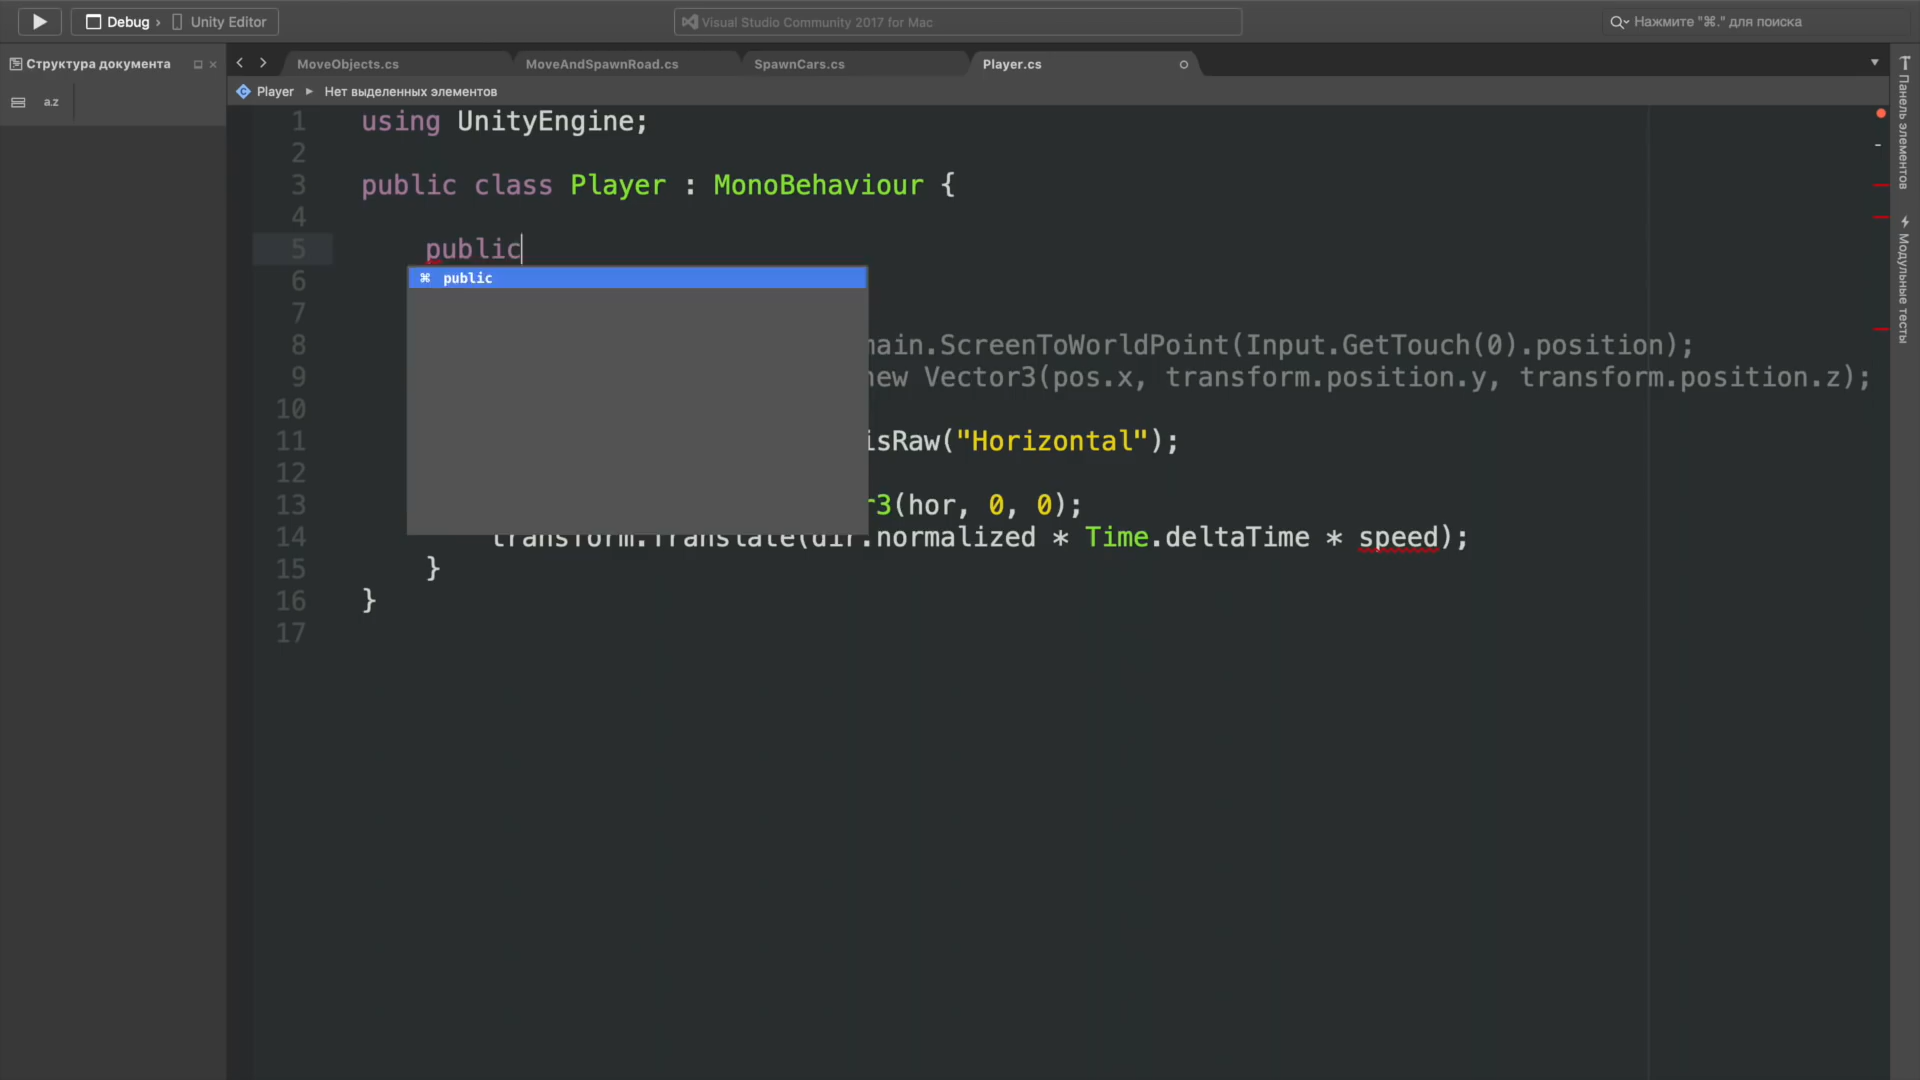 Debug › Unity Editor
Visual Studio Community 2017 for Mac
Нажмите "⌘." для поиска
Структура документа
a.z
MoveObjects.cs
MoveAndSpawnRoad.cs
SpawnCars.cs
Player.cs
Player ▸ Нет выделенных элементов
1 using UnityEngine;
2
3 public class Player : MonoBehaviour {
4
5 public
⌘ public
6
7
8 main.ScreenToWorldPoint(Input.GetTouch(0).position);
9 new Vector3(pos.x, transform.position.y, transform.position.z);
10
11 isRaw("Horizontal");
12
13 r3(hor, 0, 0);
14 transform.Translate(dir.normalized * Time.deltaTime * speed);
15 }
16 }
17
Панель элементов
Модульные тесты